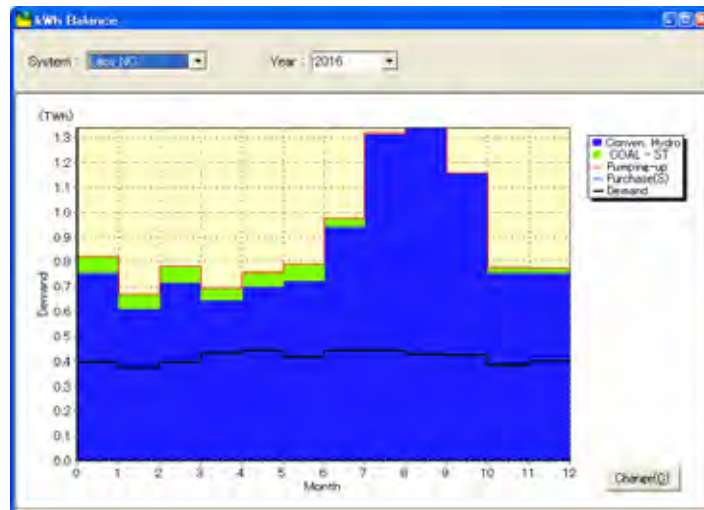 kWh Balance
System : Laos NC
Year : 2016
(TWh)
1.3
1.2
1.1
1.0
0.9
0.8
0.7
0.6
0.5
0.4
0.3
0.2
0.1
0.0
Demand
0 1 2 3 4 5 6 7 8 9 10 11 12
Month
Conven. Hydro
COAL - ST
Pumping-up
Purchase(S)
Demand
Change(C)